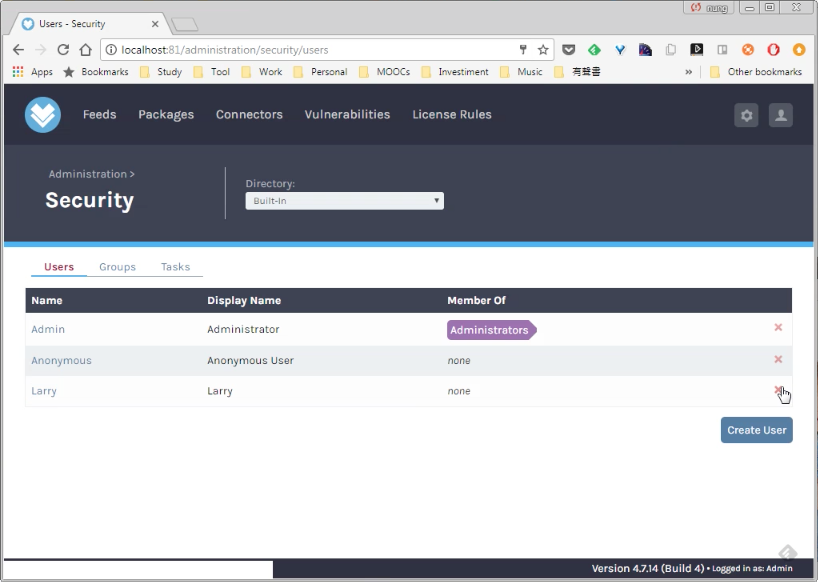 nung
Users - Security
localhost:81/administration/security/users
Apps Bookmarks Study Tool Work Personal MOOCs Investiment Music 有聲書 » Other bookmarks
Feeds Packages Connectors Vulnerabilities License Rules
Administration >
Security
Directory:
Built-In
Users Groups Tasks
Name Display Name Member Of
Admin Administrator Administrators
Anonymous Anonymous User none
Larry Larry none
Create User
Version 4.7.14 (Build 4) • Logged in as: Admin